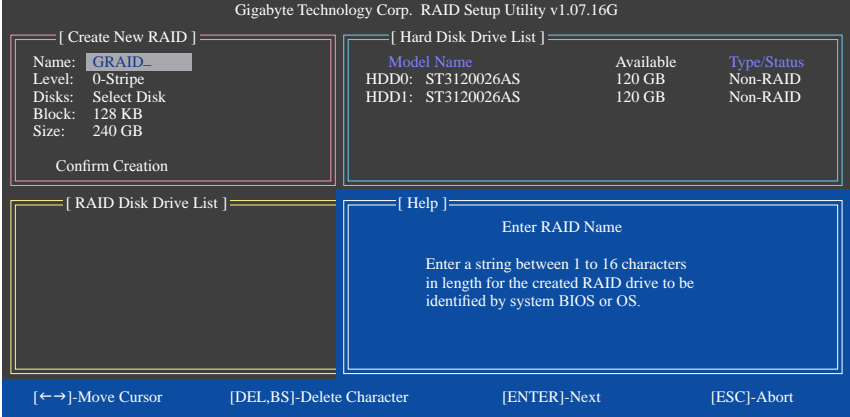 Gigabyte Technology Corp. RAID Setup Utility v1.07.16G
[ Create New RAID ]
Name: GRAID_
Level: 0-Stripe
Disks: Select Disk
Block: 128 KB
Size: 240 GB
Confirm Creation
[ Hard Disk Drive List ]
Model Name Available Type/Status
HDD0: ST3120026AS 120 GB Non-RAID
HDD1: ST3120026AS 120 GB Non-RAID
[ RAID Disk Drive List ]
[ Help ]
Enter RAID Name
Enter a string between 1 to 16 characters
in length for the created RAID drive to be
identified by system BIOS or OS.
[←→]-Move Cursor [DEL,BS]-Delete Character [ENTER]-Next [ESC]-Abort